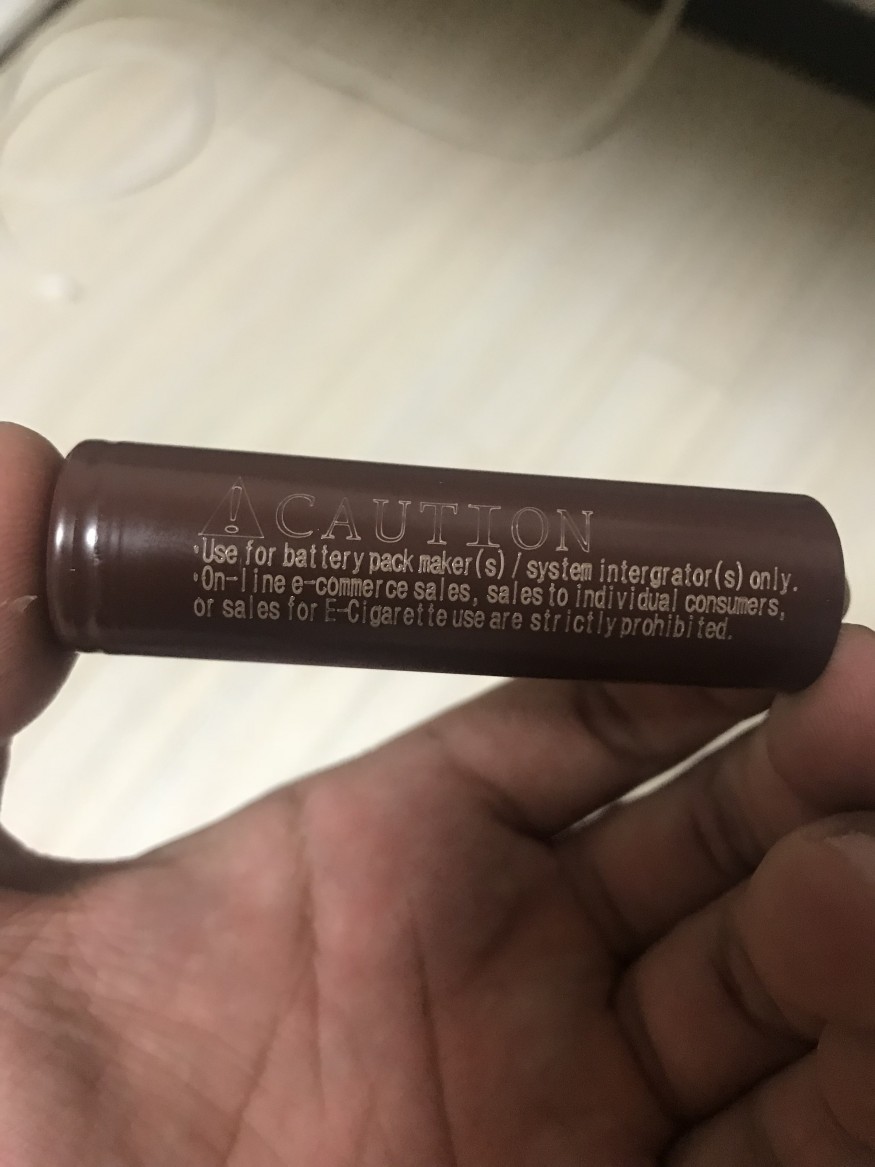 CAUTION
·Use for battery pack maker(s) / system intergrator(s) only.
·On-line e-commerce sales, sales to individual consumers,
or sales for E-Cigarette use are strictly prohibited.